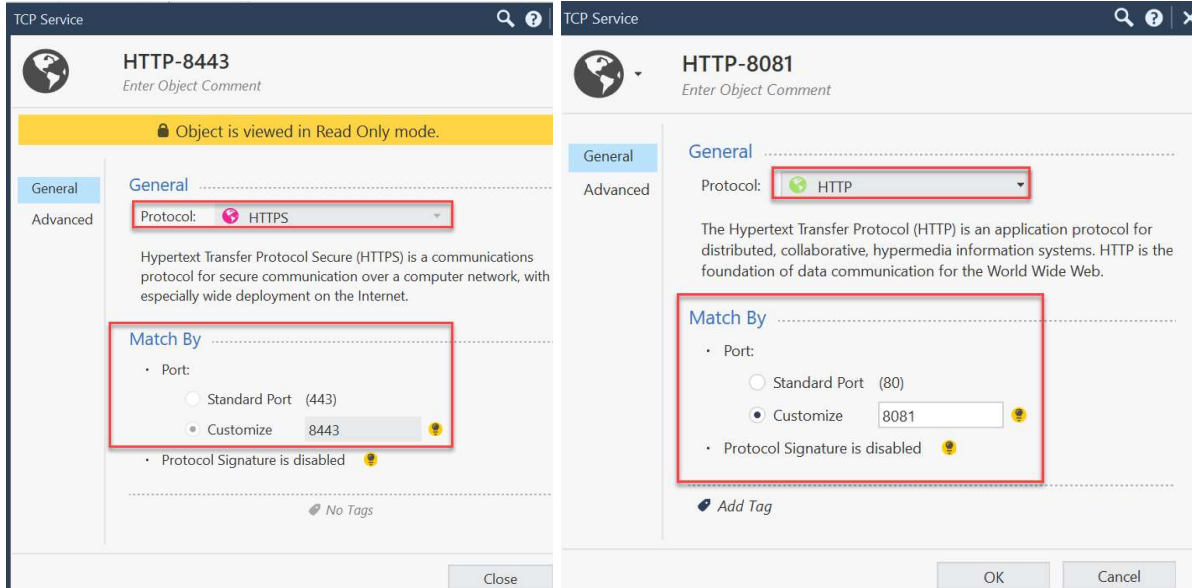 TCP Service
HTTP-8443
Enter Object Comment
Object is viewed in Read Only mode.
General
Advanced
General
Protocol: HTTPS
Hypertext Transfer Protocol Secure (HTTPS) is a communications
protocol for secure communication over a computer network, with
especially wide deployment on the Internet.
Match By
· Port:
Standard Port (443)
Customize 8443
· Protocol Signature is disabled
No Tags
Close
TCP Service
HTTP-8081
Enter Object Comment
General
Advanced
General
Protocol: HTTP
The Hypertext Transfer Protocol (HTTP) is an application protocol for
distributed, collaborative, hypermedia information systems. HTTP is the
foundation of data communication for the World Wide Web.
Match By
· Port:
Standard Port (80)
Customize 8081
· Protocol Signature is disabled
Add Tag
OK Cancel